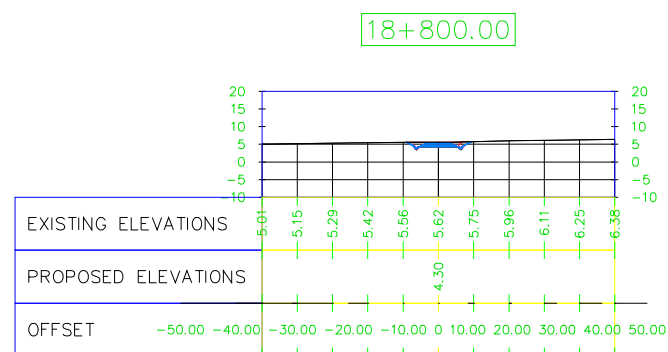 18+800.00
20 20
15 15
10 10
5 5
0 0
-5 -5
-10 -10
EXISTING ELEVATIONS 5.01 5.15 5.29 5.42 5.56 5.62 5.75 5.96 6.11 6.25 6.38
PROPOSED ELEVATIONS 4.30
OFFSET -50.00 -40.00 -30.00 -20.00 -10.00 0 10.00 20.00 30.00 40.00 50.00